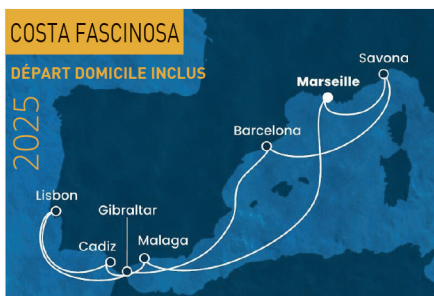 COSTA FASCINOSA
DÉPART DOMICILE INCLUS
2025
Savona
Marseille
Barcelona
Lisbon
Gibraltar
Cadiz
Malaga